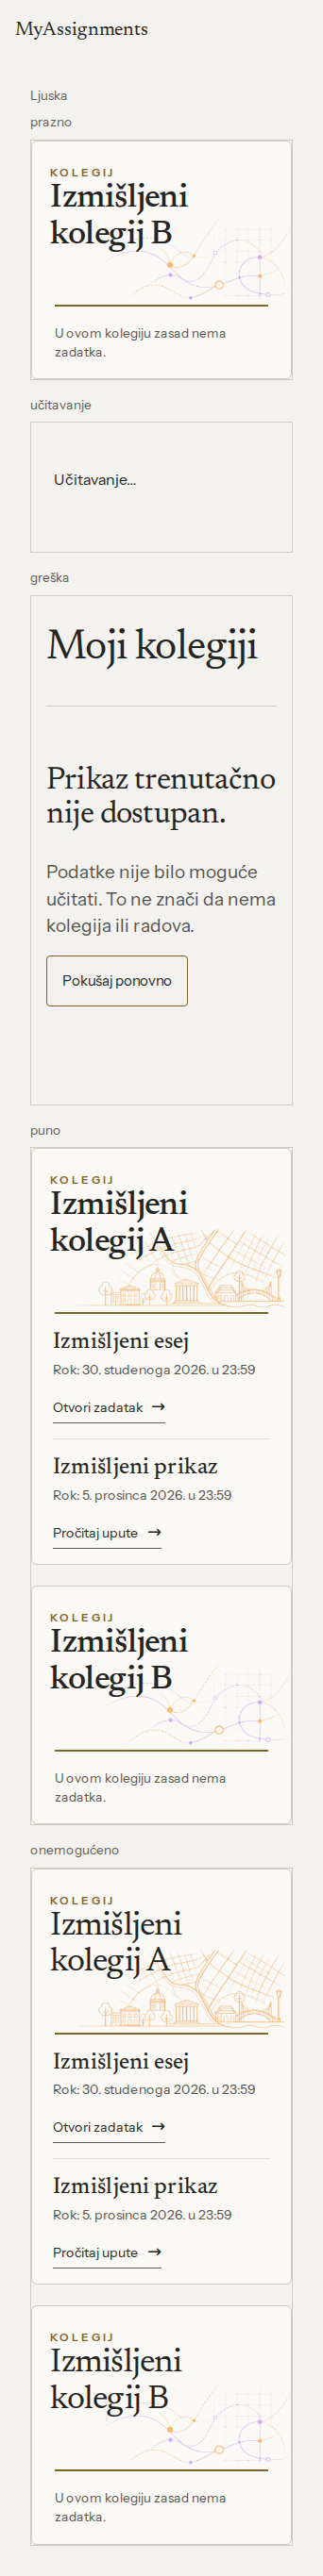 MyAssignments
Ljuska
prazno
KOLEGIJ
Izmišljeni
kolegij B
U ovom kolegiju zasad nema
zadatka.
učitavanje
Učitavanje...
greška
Moji kolegiji
Prikaz trenutačno
nije dostupan.
Podatke nije bilo moguće
učitati. To ne znači da nema
kolegija ili radova.
Pokušaj ponovno
puno
KOLEGIJ
Izmišljeni
kolegij A
Izmišljeni esej
Rok: 30. studenoga 2026. u 23:59
Otvori zadatak →
Izmišljeni prikaz
Rok: 5. prosinca 2026. u 23:59
Pročitaj upute →
KOLEGIJ
Izmišljeni
kolegij B
U ovom kolegiju zasad nema
zadatka.
onemogućeno
KOLEGIJ
Izmišljeni
kolegij A
Izmišljeni esej
Rok: 30. studenoga 2026. u 23:59
Otvori zadatak →
Izmišljeni prikaz
Rok: 5. prosinca 2026. u 23:59
Pročitaj upute →
KOLEGIJ
Izmišljeni
kolegij B
U ovom kolegiju zasad nema
zadatka.